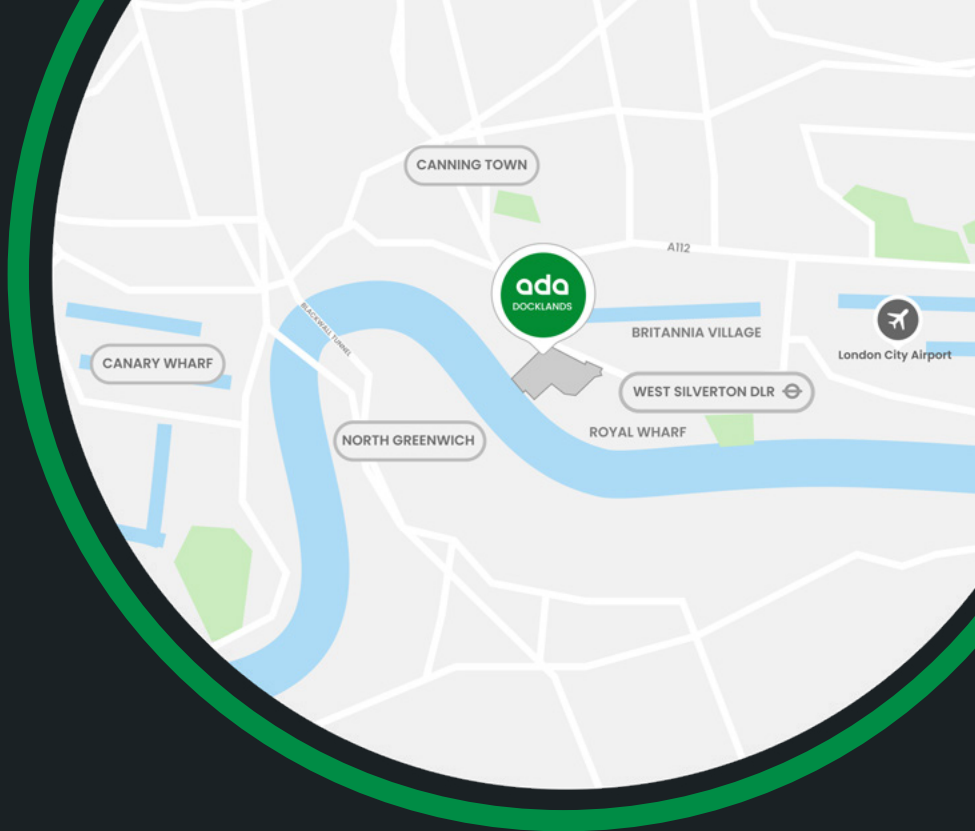 CANNING TOWN
A112
ada
DOCKLANDS
BLACKWALL TUNNEL
BRITANNIA VILLAGE
London City Airport
CANARY WHARF
WEST SILVERTON DLR
ROYAL WHARF
NORTH GREENWICH